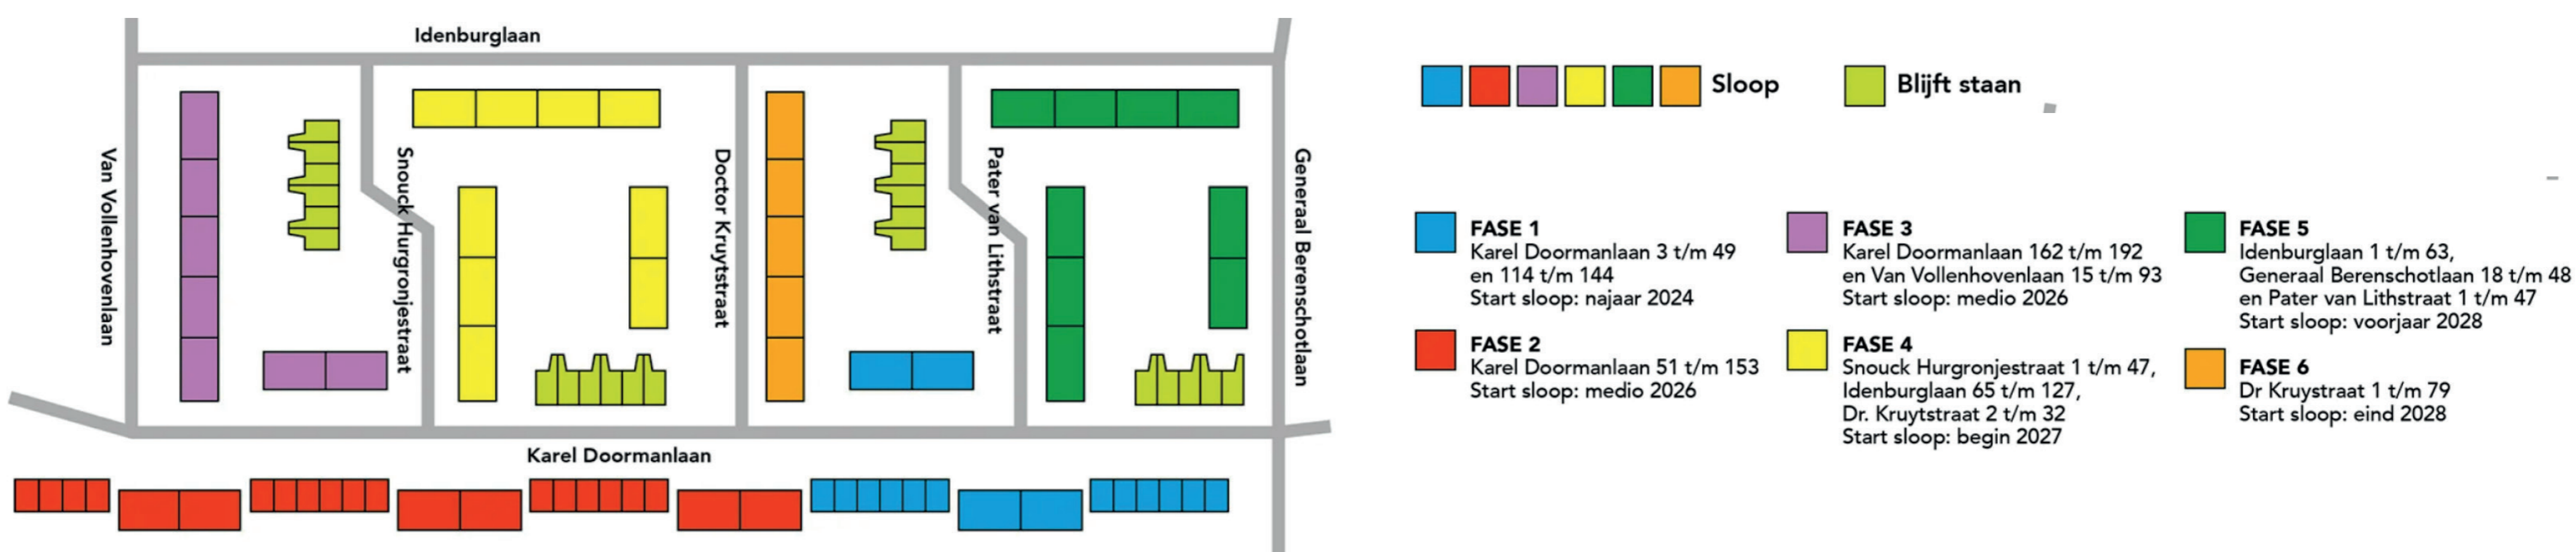 Idenburglaan
Van Vollenhovenlaan
Snouck Hurgronjestraat
Doctor Kruytstraat
Pater van Lithstraat
Generaal Berenschotlaan
Karel Doormanlaan
Sloop
Blijft staan
FASE 1
Karel Doormanlaan 3 t/m 49
en 114 t/m 144
Start sloop: najaar 2024
FASE 2
Karel Doormanlaan 51 t/m 153
Start sloop: medio 2026
FASE 3
Karel Doormanlaan 162 t/m 192
en Van Vollenhovenlaan 15 t/m 93
Start sloop: medio 2026
FASE 4
Snouck Hurgronjestraat 1 t/m 47,
Idenburglaan 65 t/m 127,
Dr. Kruytstraat 2 t/m 32
Start sloop: begin 2027
FASE 5
Idenburglaan 1 t/m 63,
Generaal Berenschotlaan 18 t/m 48
en Pater van Lithstraat 1 t/m 47
Start sloop: voorjaar 2028
FASE 6
Dr Kruystraat 1 t/m 79
Start sloop: eind 2028